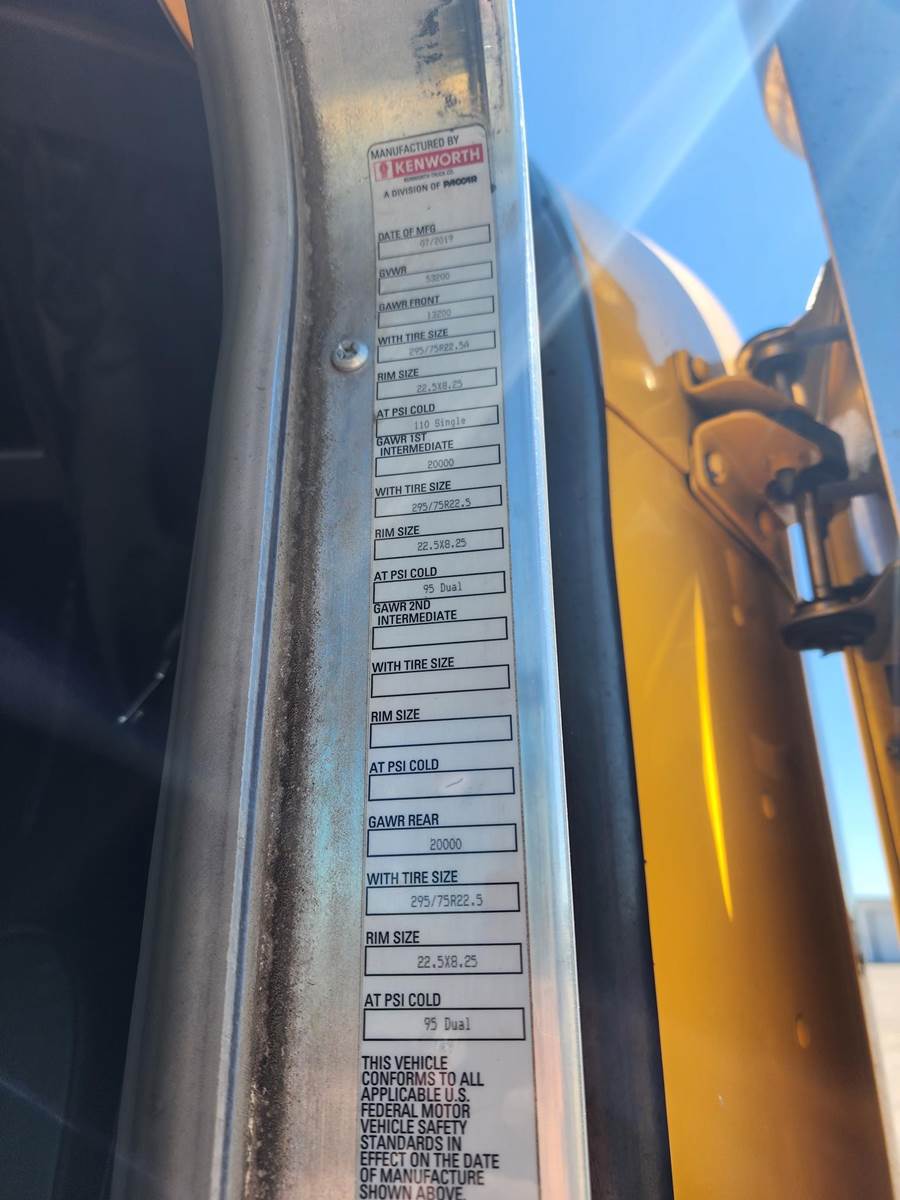 MANUFACTURED BY
KENWORTH
KENWORTH TRUCK CO.
A DIVISION OF PACCAR
DATE OF MFG
07/2019
GVWR
53200
GAWR FRONT
13200
WITH TIRE SIZE
295/75R22.5G
RIM SIZE
22.5X8.25
AT PSI COLD
110 Single
GAWR 1ST
INTERMEDIATE
20000
WITH TIRE SIZE
295/75R22.5
RIM SIZE
22.5X8.25
AT PSI COLD
95 Dual
GAWR 2ND
INTERMEDIATE
WITH TIRE SIZE
RIM SIZE
AT PSI COLD
GAWR REAR
20000
WITH TIRE SIZE
295/75R22.5
RIM SIZE
22.5X8.25
AT PSI COLD
95 Dual
THIS VEHICLE
CONFORMS TO ALL
APPLICABLE U.S.
FEDERAL MOTOR
VEHICLE SAFETY
STANDARDS IN
EFFECT ON THE DATE
OF MANUFACTURE
SHOWN ABOVE.